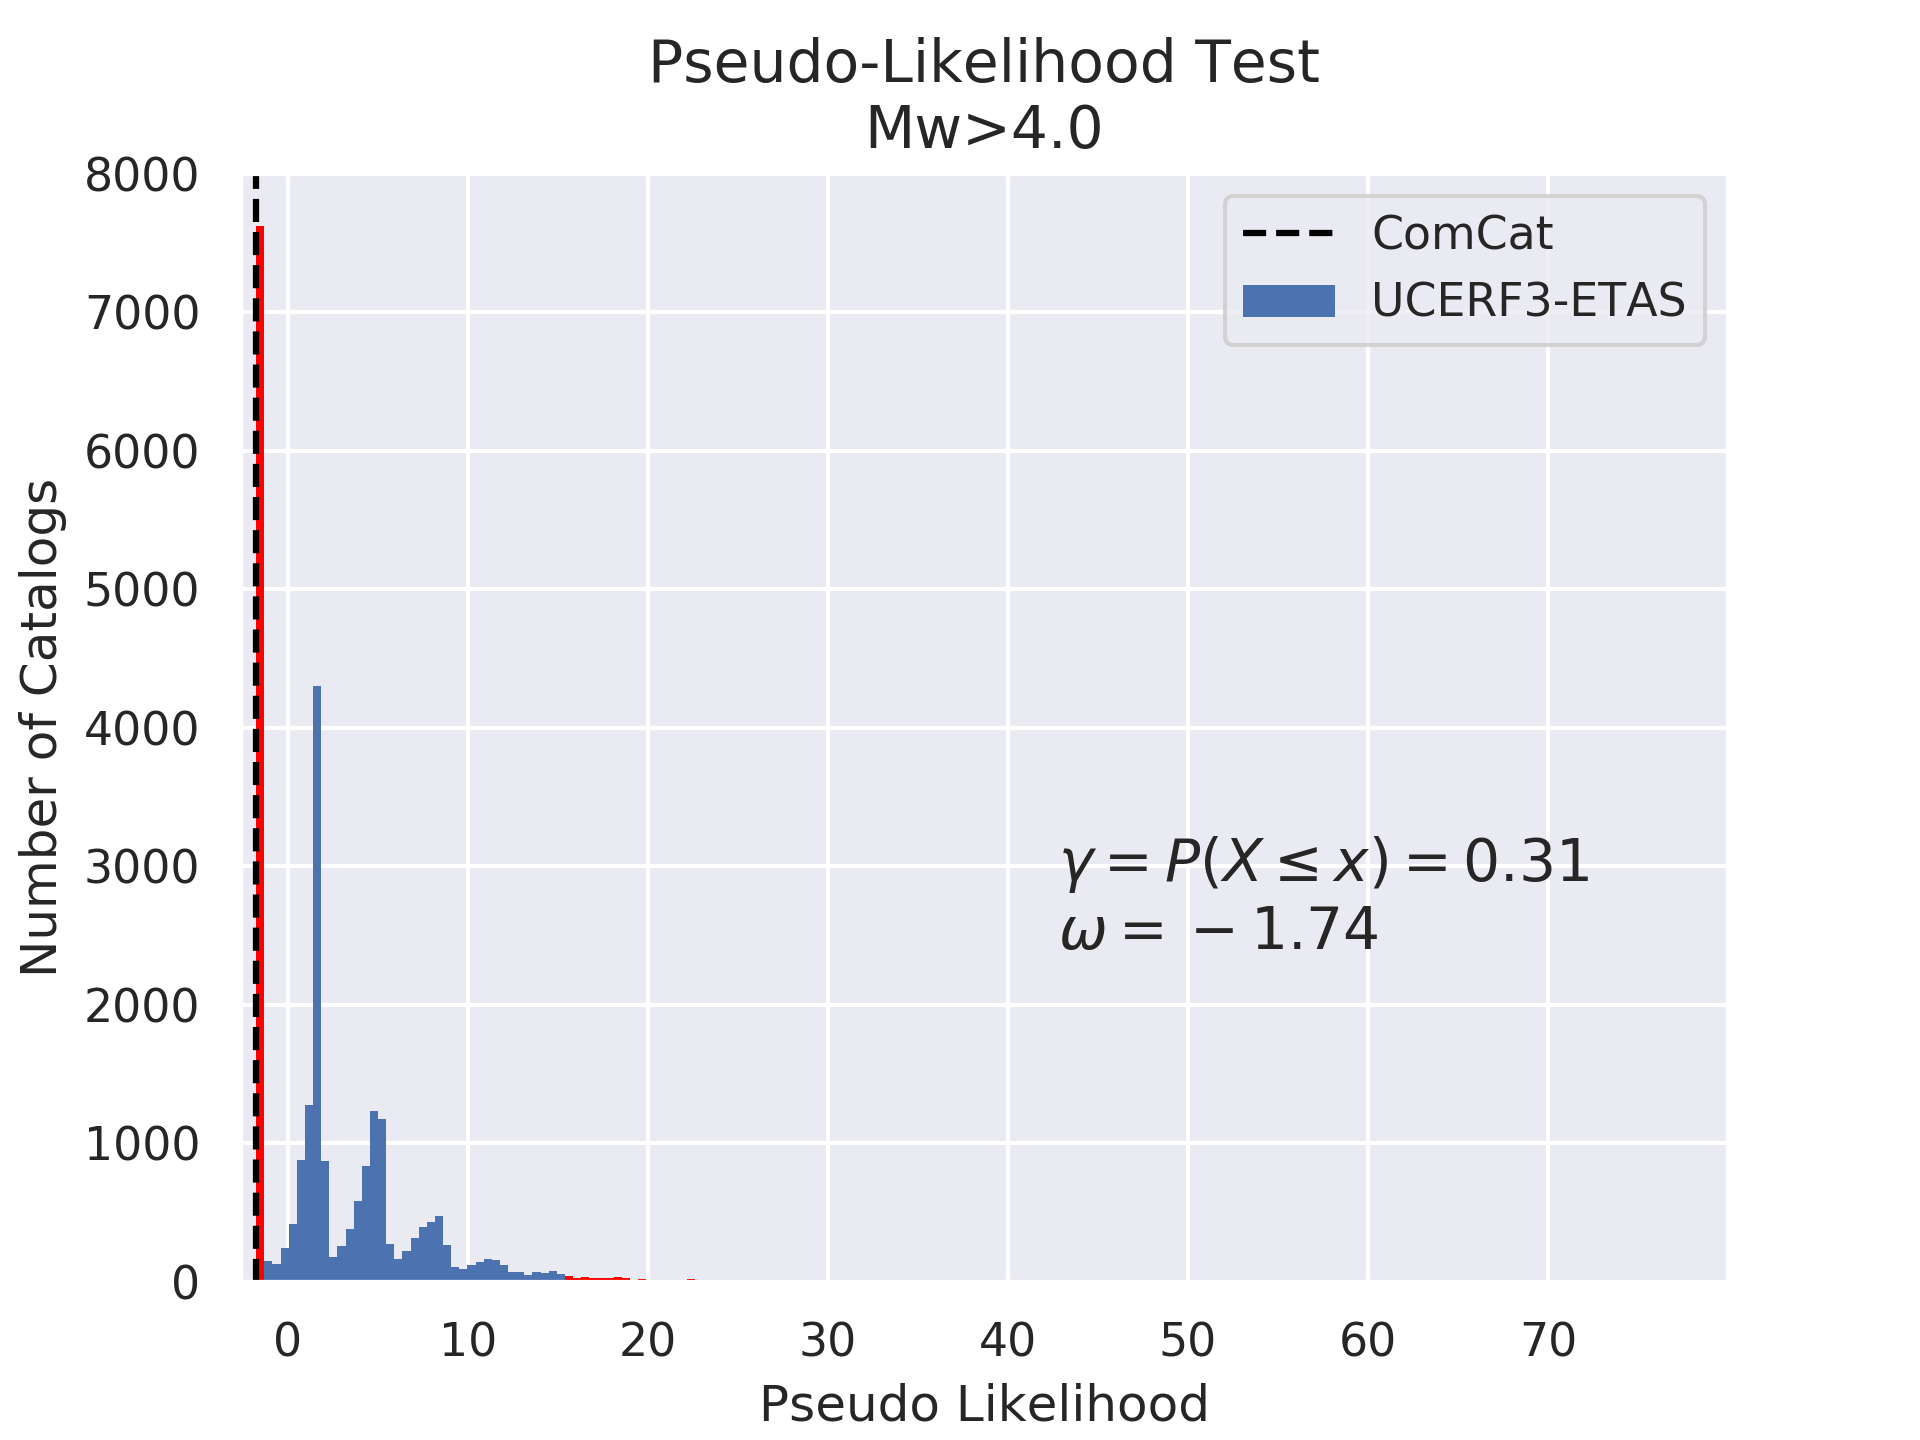 Pseudo-Likelihood Test
Mw>4.0
8000
7000
6000
5000
4000
3000
2000
1000
0
Number of Catalogs
ComCat
UCERF3-ETAS
γ = P(X ≤ x) = 0.31
ω = − 1.74
0 10 20 30 40 50 60 70
Pseudo Likelihood